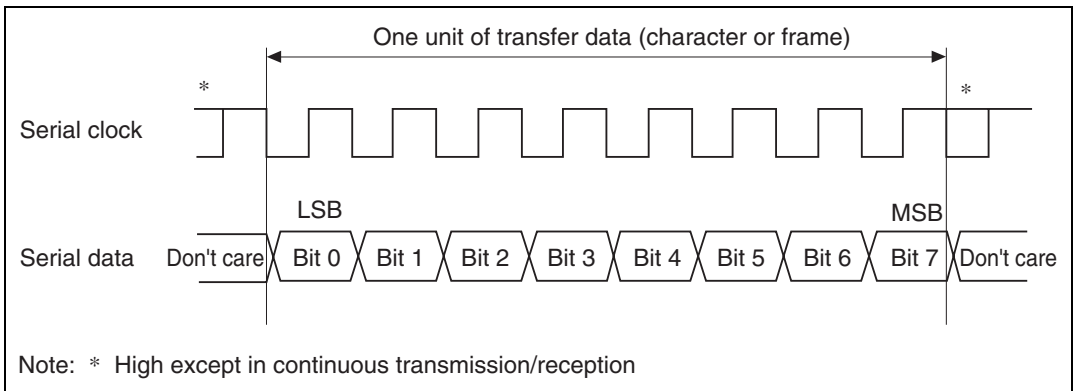 One unit of transfer data (character or frame)
* *
Serial clock
LSB MSB
Serial data Don't care Bit 0 Bit 1 Bit 2 Bit 3 Bit 4 Bit 5 Bit 6 Bit 7 Don't care
Note: * High except in continuous transmission/reception